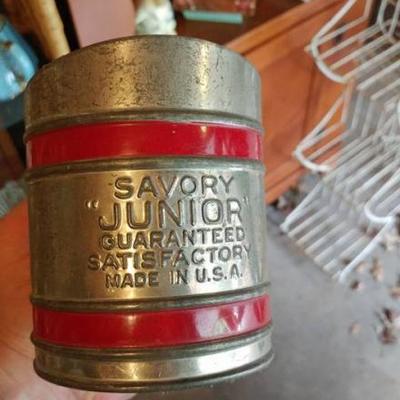 SAVORY
"JUNIOR"
GUARANTEED
SATISFACTORY
MADE IN U.S.A.